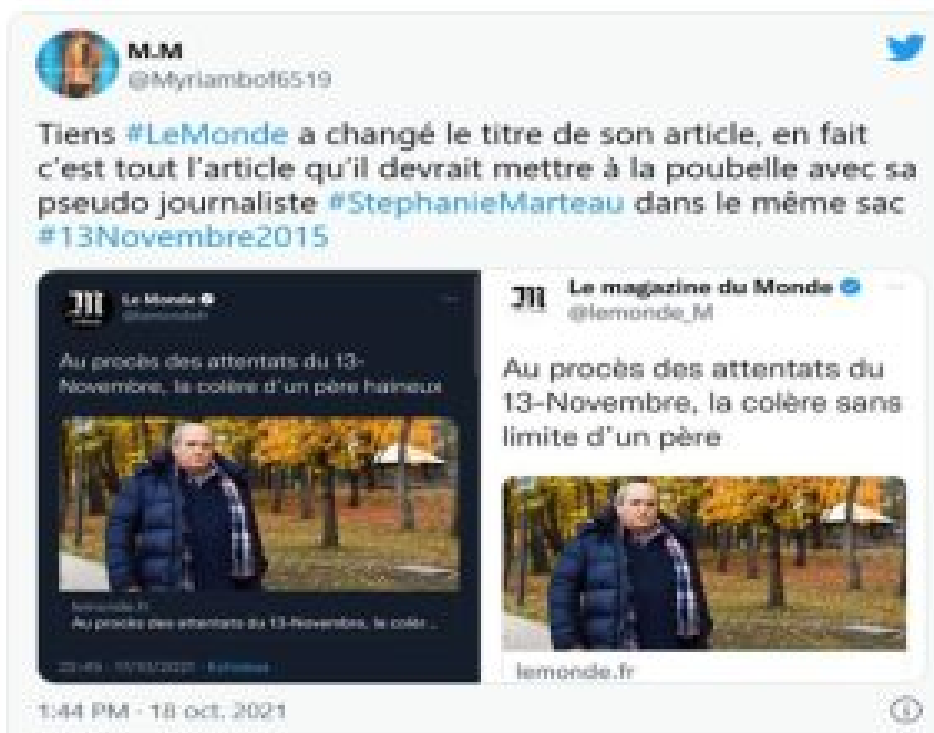 M.M
@Myriambof6519
Tiens #LeMonde a changé le titre de son article, en fait
c'est tout l'article qu'il devrait mettre à la poubelle avec sa
pseudo journaliste #StephanieMarteau dans le même sac
#13Novembre2015
Le Monde
@lemondefr
Au procès des attentats du 13-
Novembre, la colère d'un père haineux
lemonde.fr
Au procès des attentats du 13-Novembre, la colèr...
Le magazine du Monde
@lemonde_M
Au procès des attentats du
13-Novembre, la colère sans
limite d'un père
lemonde.fr
1:44 PM · 18 oct. 2021